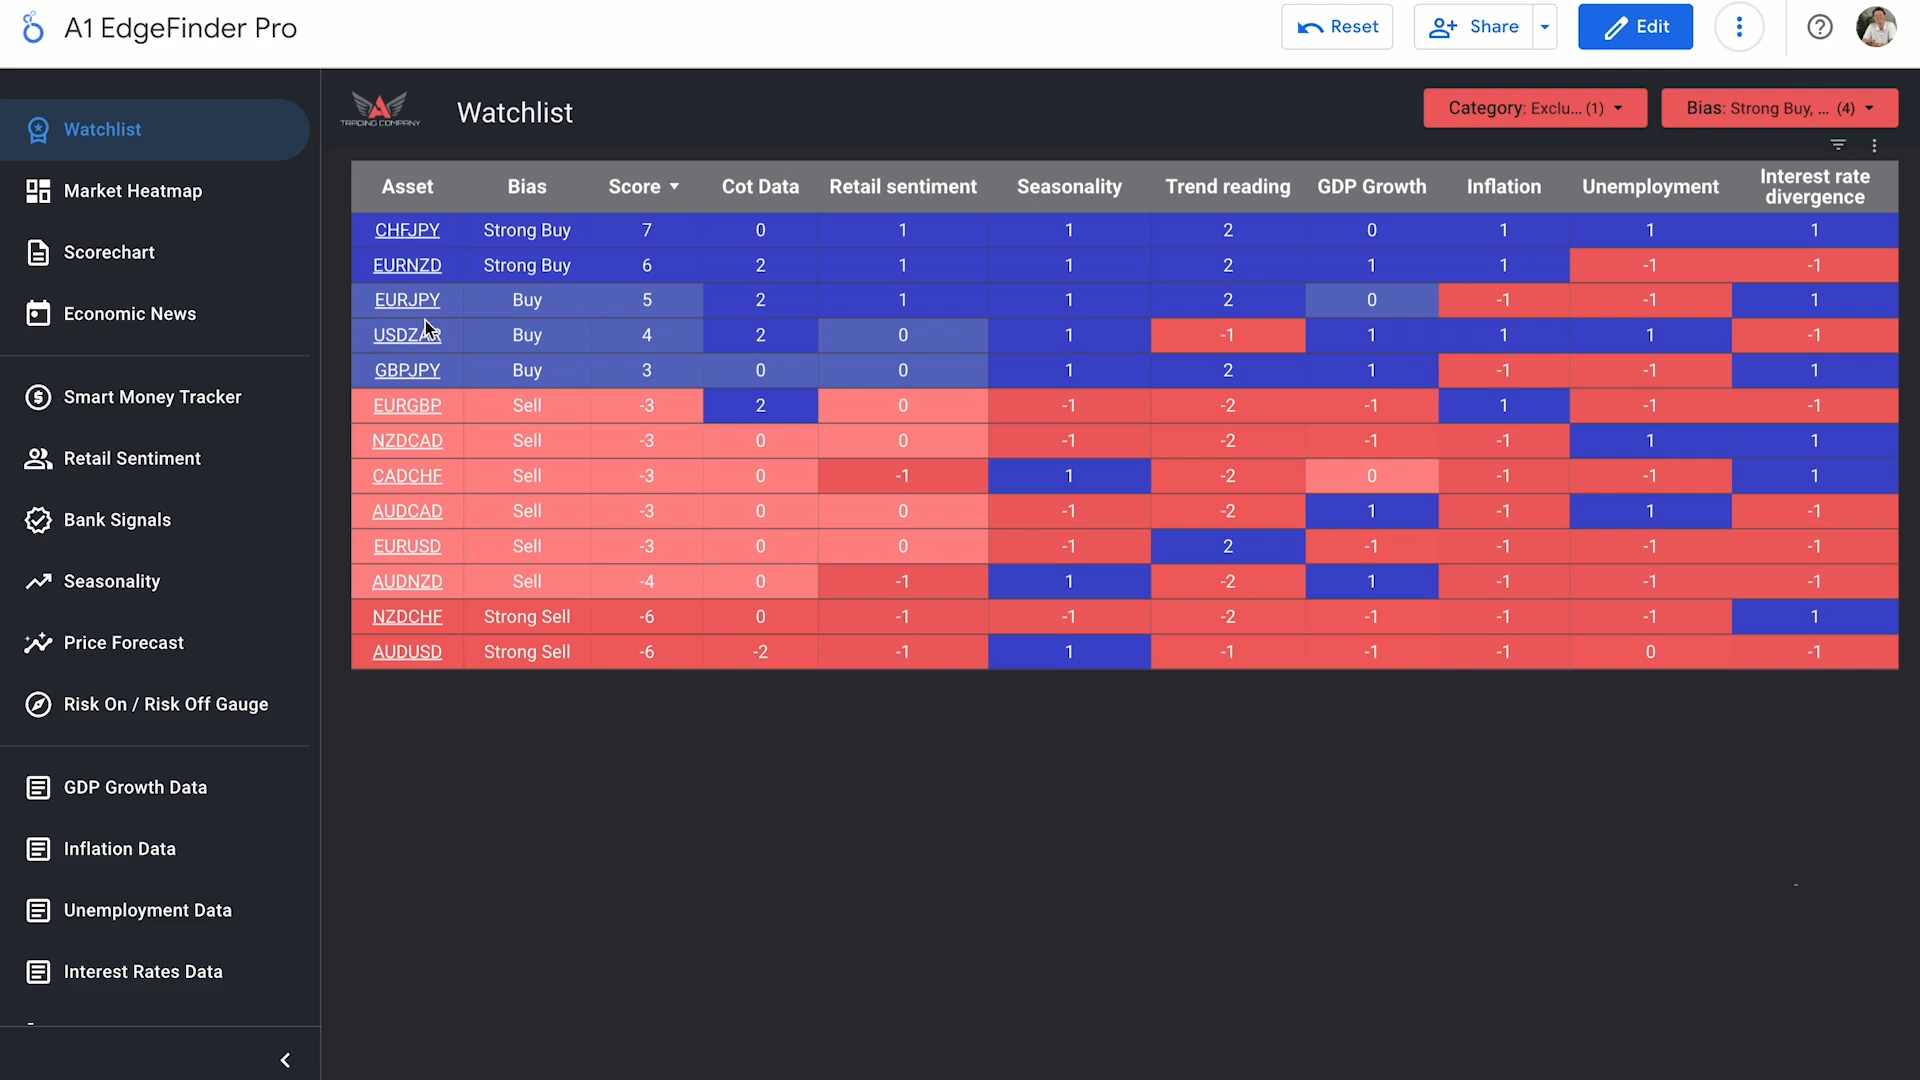 A1 EdgeFinder Pro
Reset
Share
Edit
Watchlist
Market Heatmap
Scorechart
Economic News
Smart Money Tracker
Retail Sentiment
Bank Signals
Seasonality
Price Forecast
Risk On / Risk Off Gauge
GDP Growth Data
Inflation Data
Unemployment Data
Interest Rates Data
TRADING COMPANY
Watchlist
Category: Exclu... (1)
Bias: Strong Buy, ... (4)
Asset Bias Score Cot Data Retail sentiment Seasonality Trend reading GDP Growth Inflation Unemployment Interest rate
divergence
CHFJPY Strong Buy 7 0 1 1 2 0 1 1 1
EURNZD Strong Buy 6 2 1 1 2 1 1 -1 -1
EURJPY Buy 5 2 1 1 2 0 -1 -1 1
USDZAR Buy 4 2 0 1 -1 1 1 1 -1
GBPJPY Buy 3 0 0 1 2 1 -1 -1 1
EURGBP Sell -3 2 0 -1 -2 -1 1 -1 -1
NZDCAD Sell -3 0 0 -1 -2 -1 -1 1 1
CADCHF Sell -3 0 -1 1 -2 0 -1 -1 1
AUDCAD Sell -3 0 0 -1 -2 1 -1 1 -1
EURUSD Sell -3 0 0 -1 2 -1 -1 -1 -1
AUDNZD Sell -4 0 -1 1 -2 1 -1 -1 -1
NZDCHF Strong Sell -6 0 -1 -1 -2 -1 -1 -1 1
AUDUSD Strong Sell -6 -2 -1 1 -1 -1 -1 0 -1